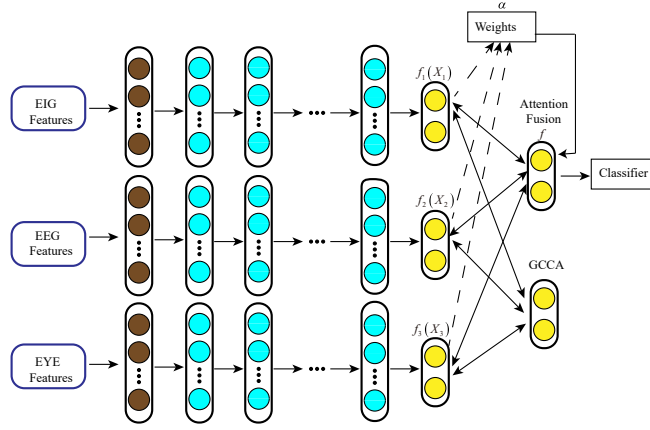 α
Weights
f₁(X₁)
EIG
Features
Attention
Fusion
f
Classifier
f₂(X₂)
EEG
Features
GCCA
f₃(X₃)
EYE
Features